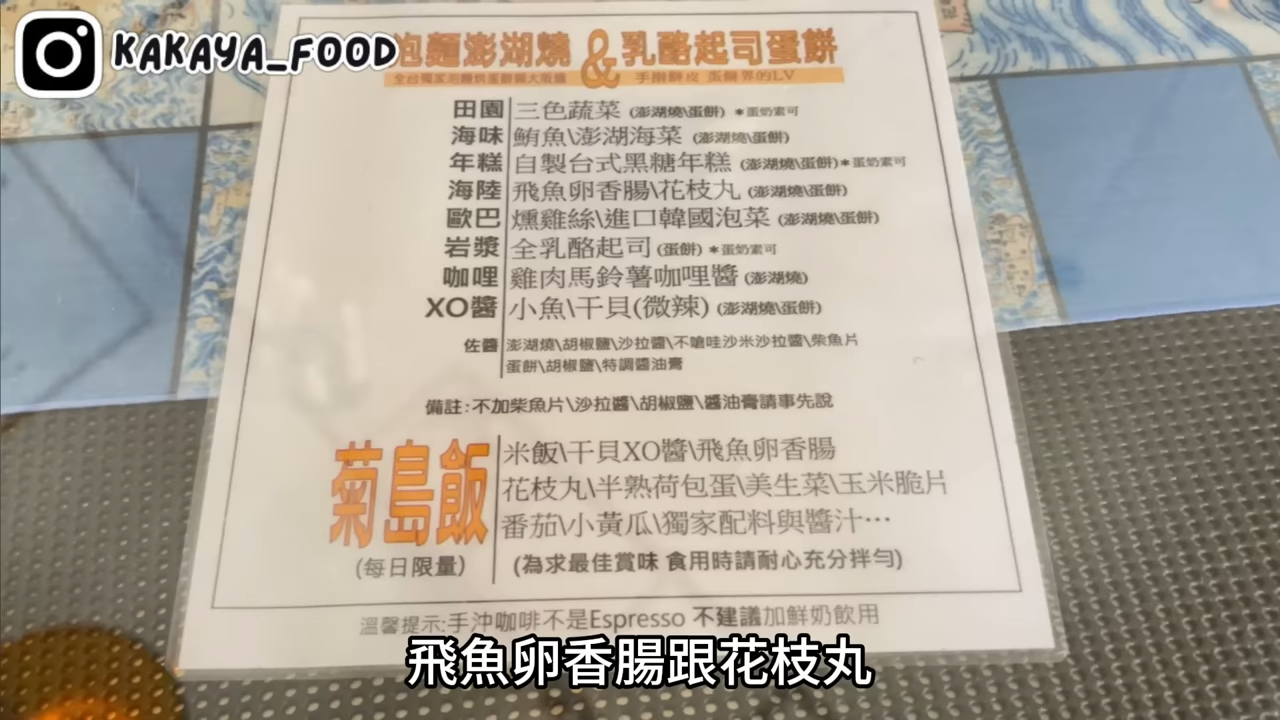 KAKAYA_FOOD
泡麵澎湖燒&乳酪起司蛋餅
手擀餅皮 蛋餅界的LV
田園 三色蔬菜 (澎湖燒\蛋餅) *蛋奶素可
海味 鮪魚\澎湖海菜 (澎湖燒\蛋餅)
年糕 自製台式黑糖年糕 (澎湖燒\蛋餅)*蛋奶素可
海陸 飛魚卵香腸\花枝丸 (澎湖燒\蛋餅)
歐巴 燻雞絲\進口韓國泡菜 (澎湖燒\蛋餅)
岩漿 全乳酪起司 (蛋餅) *蛋奶素可
咖哩 雞肉馬鈴薯咖哩醬 (澎湖燒)
XO醬 小魚\干貝(微辣) (澎湖燒\蛋餅)
佐醬 澎湖燒\胡椒鹽\沙拉醬\不嗆哇沙米沙拉醬\柴魚片
蛋餅\胡椒鹽\特調醬油膏
備註:不加柴魚片\沙拉醬\胡椒鹽\醬油膏請事先說
菊島飯
(每日限量)
米飯\干貝XO醬\飛魚卵香腸
花枝丸\半熟荷包蛋\美生菜\玉米脆片
番茄\小黃瓜\獨家配料與醬汁…
(為求最佳賞味 食用時請耐心充分拌勻)
溫馨提示:手沖咖啡不是Espresso 不建議加鮮奶飲用
飛魚卵香腸跟花枝丸